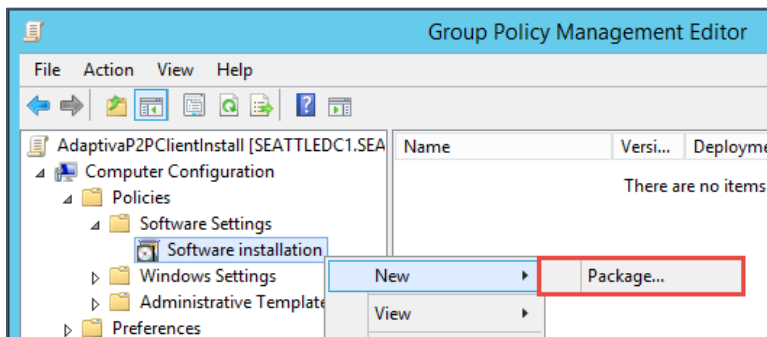 Group Policy Management Editor
File Action View Help
AdaptivaP2PClientInstall [SEATTLEDC1.SEA
Name Versi... Deployme
Computer Configuration
There are no items
Policies
Software Settings
Software installation
Windows Settings
New
Package...
Administrative Template
View
Preferences